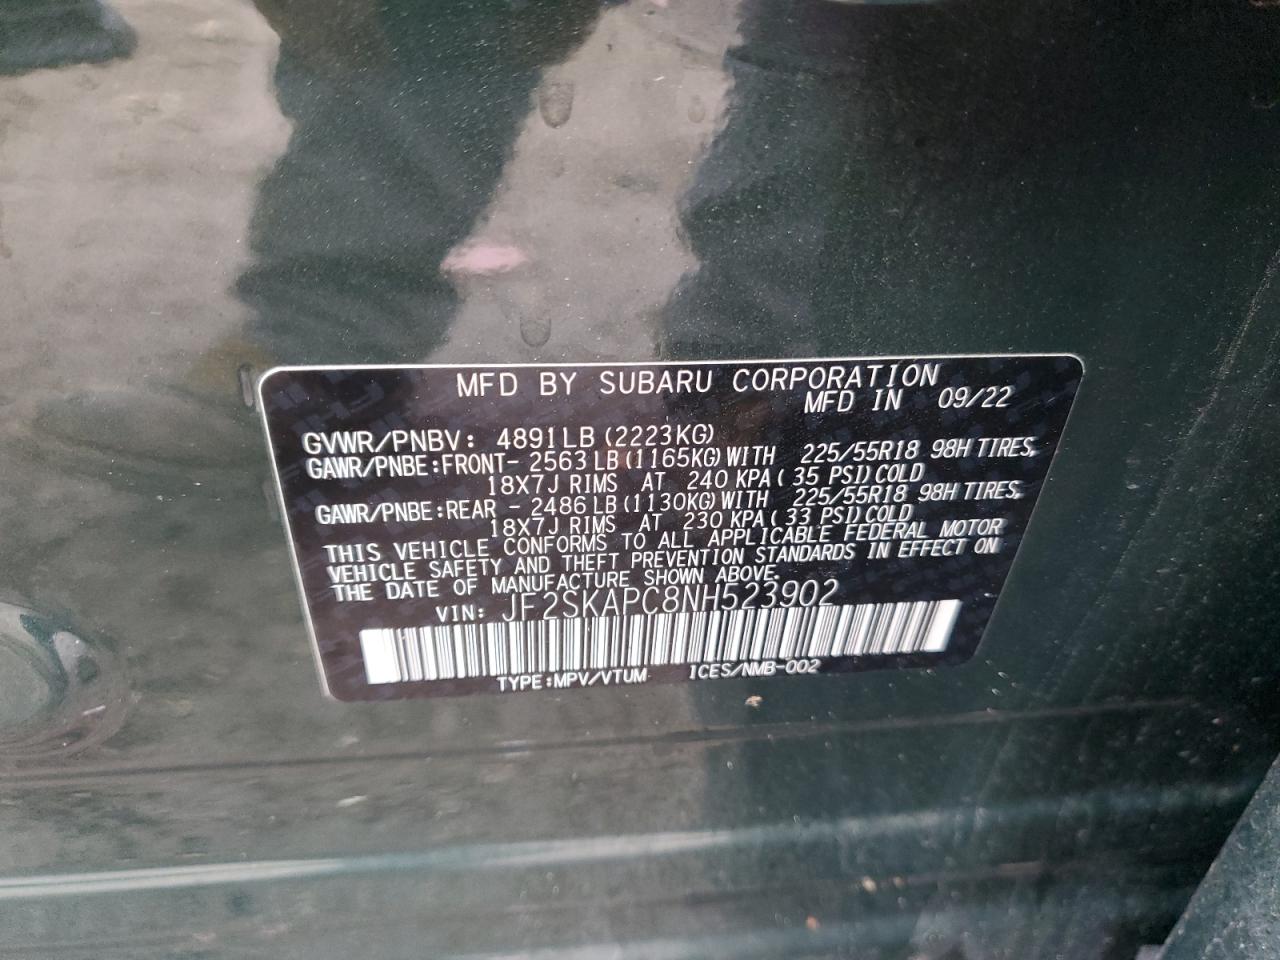 MFD BY SUBARU CORPORATION
MFD IN 09/22
GVWR/PNBV: 4891LB (2223KG)
GAWR/PNBE:FRONT- 2563LB (1165KG) WITH 225/55R18 98H TIRES,
18X7J RIMS AT 240 KPA ( 35 PSI) COLD
GAWR/PNBE:REAR - 2486LB (1130KG) WITH 225/55R18 98H TIRES,
18X7J RIMS AT 230 KPA ( 33 PSI) COLD
THIS VEHICLE CONFORMS TO ALL APPLICABLE FEDERAL MOTOR
VEHICLE SAFETY AND THEFT PREVENTION STANDARDS IN EFFECT ON
THE DATE OF MANUFACTURE SHOWN ABOVE.
VIN: JF2SKAPC8NH523902
TYPE:MPV/VTUM ICES/NMB-002